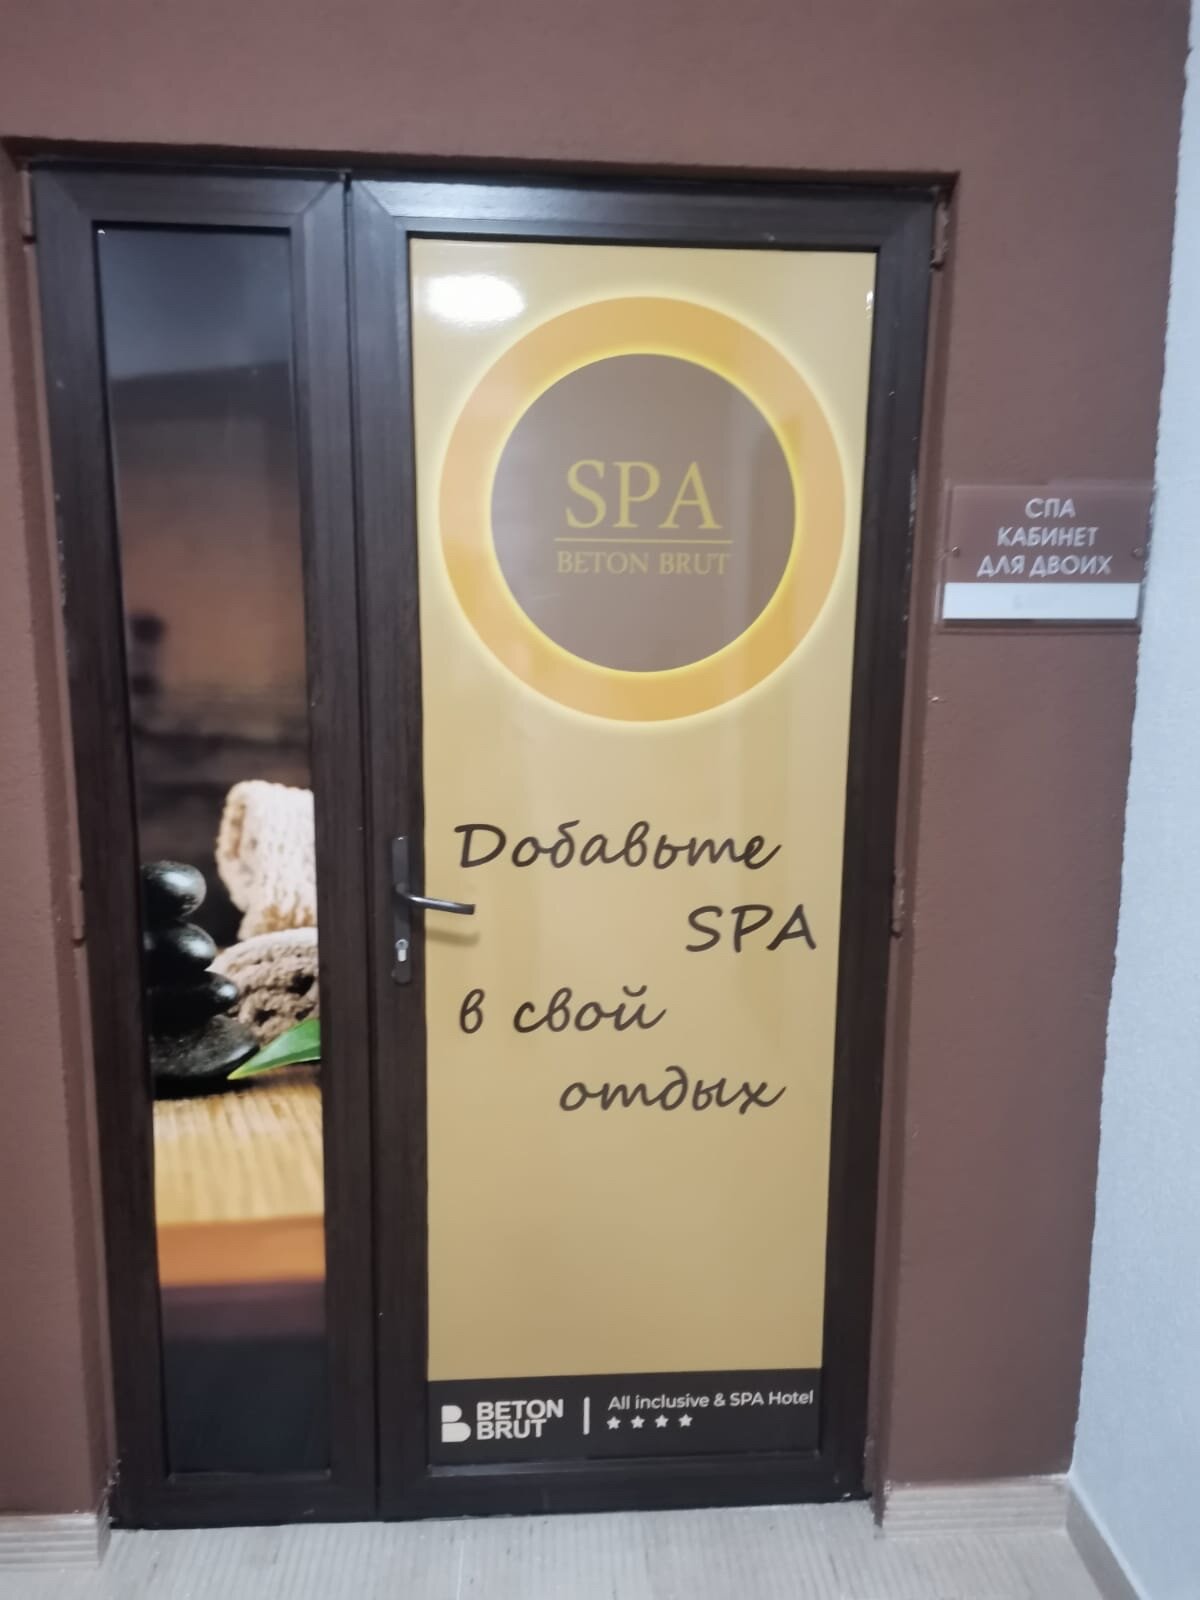 SPA
BETON BRUT
СПА
КАБИНЕТ
ДЛЯ ДВОИХ
Добавьте
SPA
в свой
отдых
BETON
BRUT
All inclusive & SPA Hotel